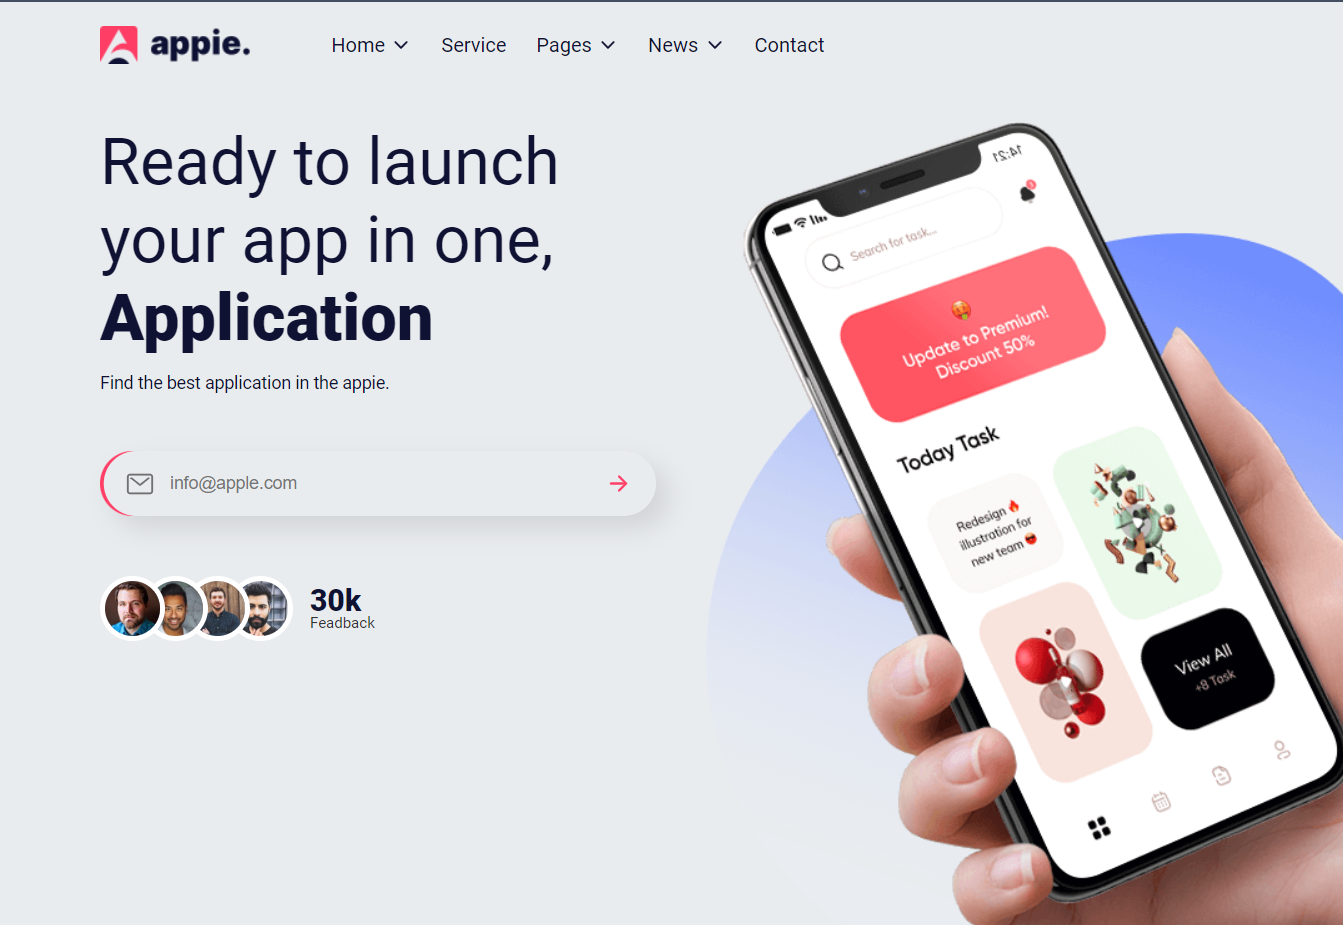 appie.
Home Service Pages News Contact
Ready to launch
your app in one,
Application
Find the best application in the appie.
info@apple.com
30k
Feadback
14:21
Search for task...
3
Update to Premium!
Discount 50%
Today Task
Redesign 🔥
illustration for
new team 😎
View All
+8 Task